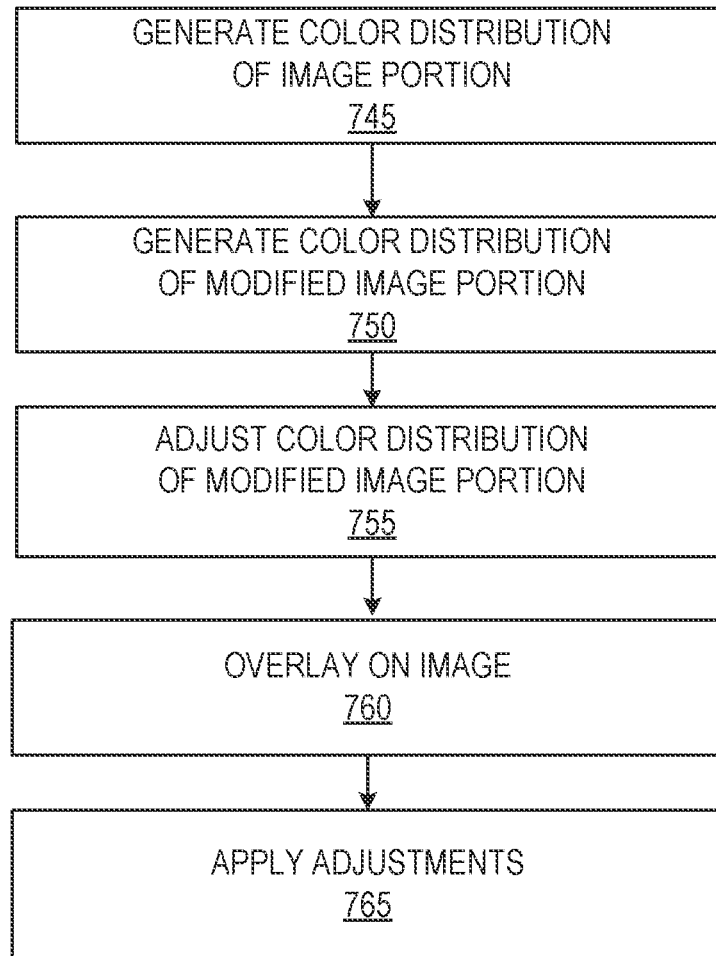 GENERATE COLOR DISTRIBUTION
OF IMAGE PORTION
745
GENERATE COLOR DISTRIBUTION
OF MODIFIED IMAGE PORTION
750
ADJUST COLOR DISTRIBUTION
OF MODIFIED IMAGE PORTION
755
OVERLAY ON IMAGE
760
APPLY ADJUSTMENTS
765